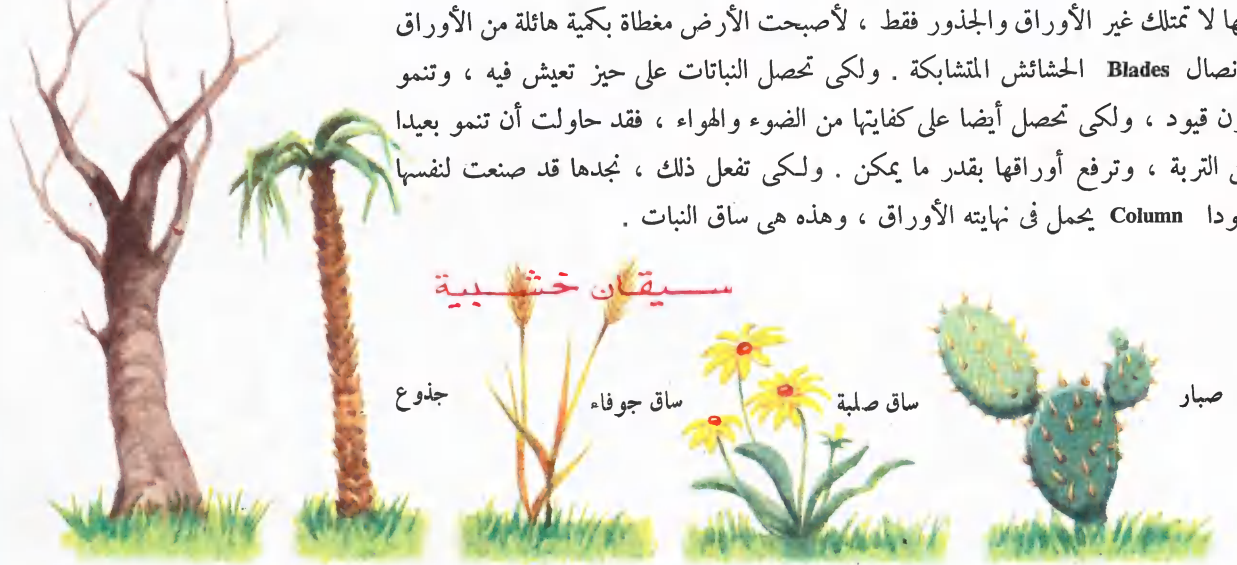 ها لا تمتلك غير الأوراق والجذور فقط ، لأصبحت الأرض مغطاة بكمية هائلة من الأوراق
نصال Blades الحشائش المتشابكة . ولكى تحصل النباتات على حيز تعيش فيه ، وتنمو
ن قيود ، ولكى تحصل أيضا على كفايتها من الضوء والهواء ، فقد حاولت أن تنمو بعيدا
التربة ، وترفع أوراقها بقدر ما يمكن . ولكى تفعل ذلك ، نجدها قد صنعت لنفسها
ودا Column يحمل فى نهايته الأوراق ، وهذه هى ساق النبات .
سيقان خشبية
صبار
ساق صلبة
ساق جوفاء
جذوع